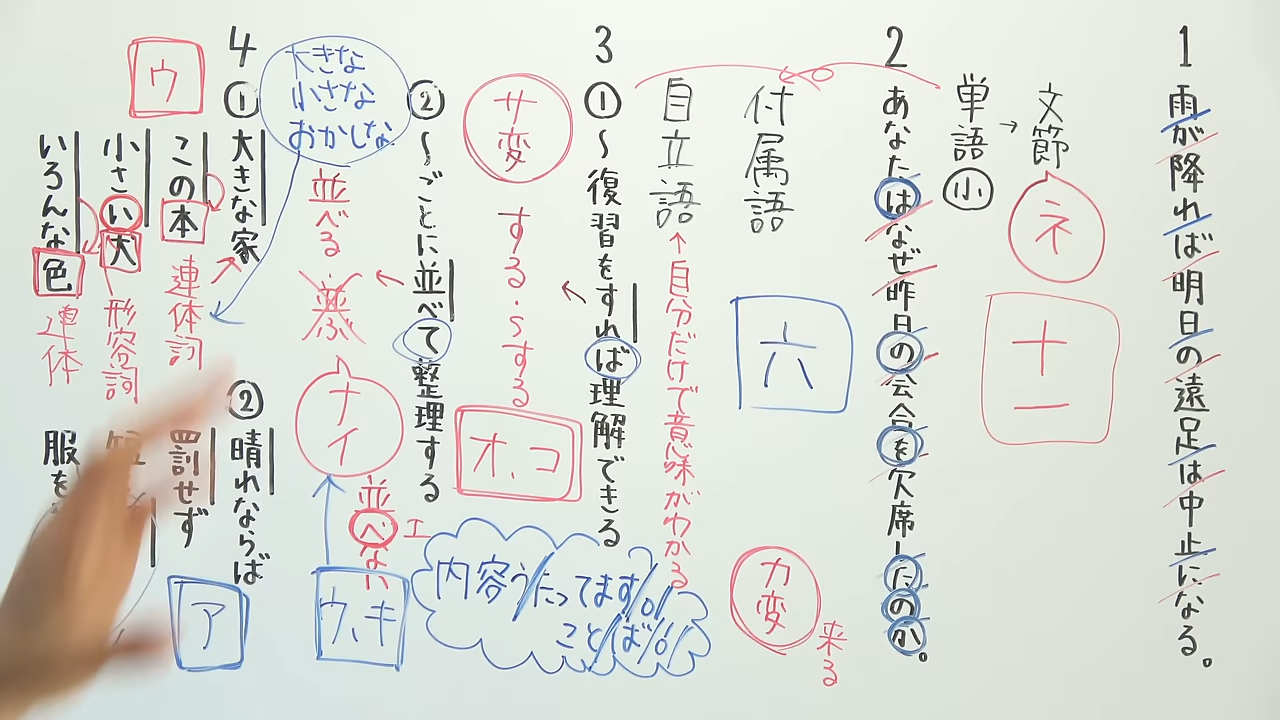 1
雨が降れば明日の遠足は中止になる。
文節
ネ
十一
→
単語
小
2
あなたはなぜ昨日の会合を欠席したのか。
付属語
六
カ変
来る
自立語
↑自分だけで意味がわかる
3
①〜復習をすれば理解できる
サ変
する・らする
オ、コ
②〜ごとに並べて整理する
並べる
並ぶ
ナイ
並べない
エ
ウ、キ
内容うたってます%
ことば%
大きな
小さな
おかしな
4
①大きな家
この本
連体詞
小さい犬
形容詞
いろんな色
連体
ウ
②晴れならば
罰せず
服を
ア